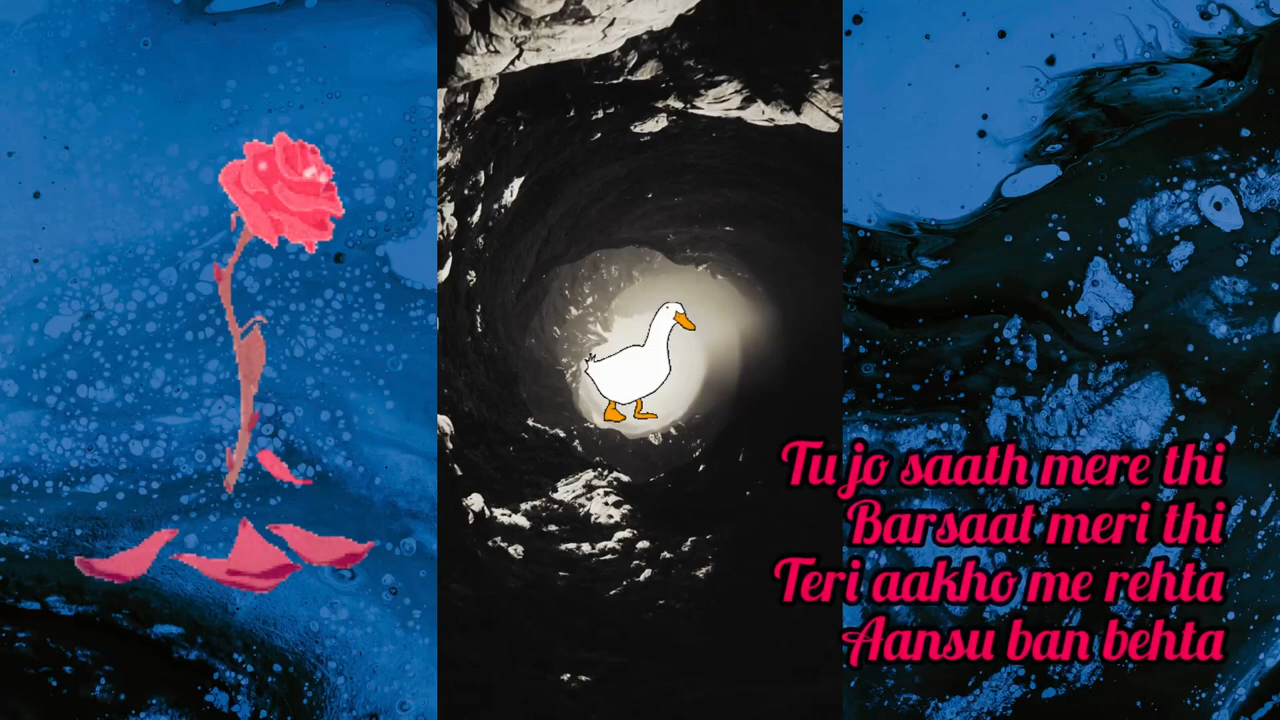 Tu jo saath mere thi
Barsaat meri thi
Teri aakho me rehta
Aansu ban behta